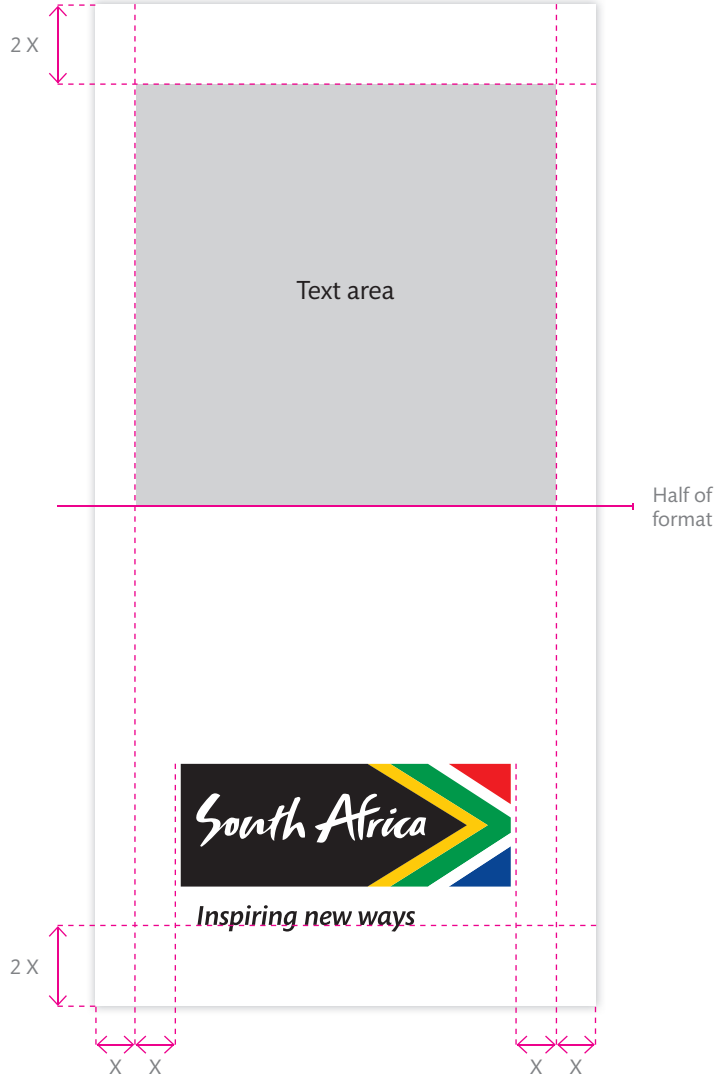 2 X
Text area
Half of
format
South Africa
Inspiring new ways
2 X
X X X X